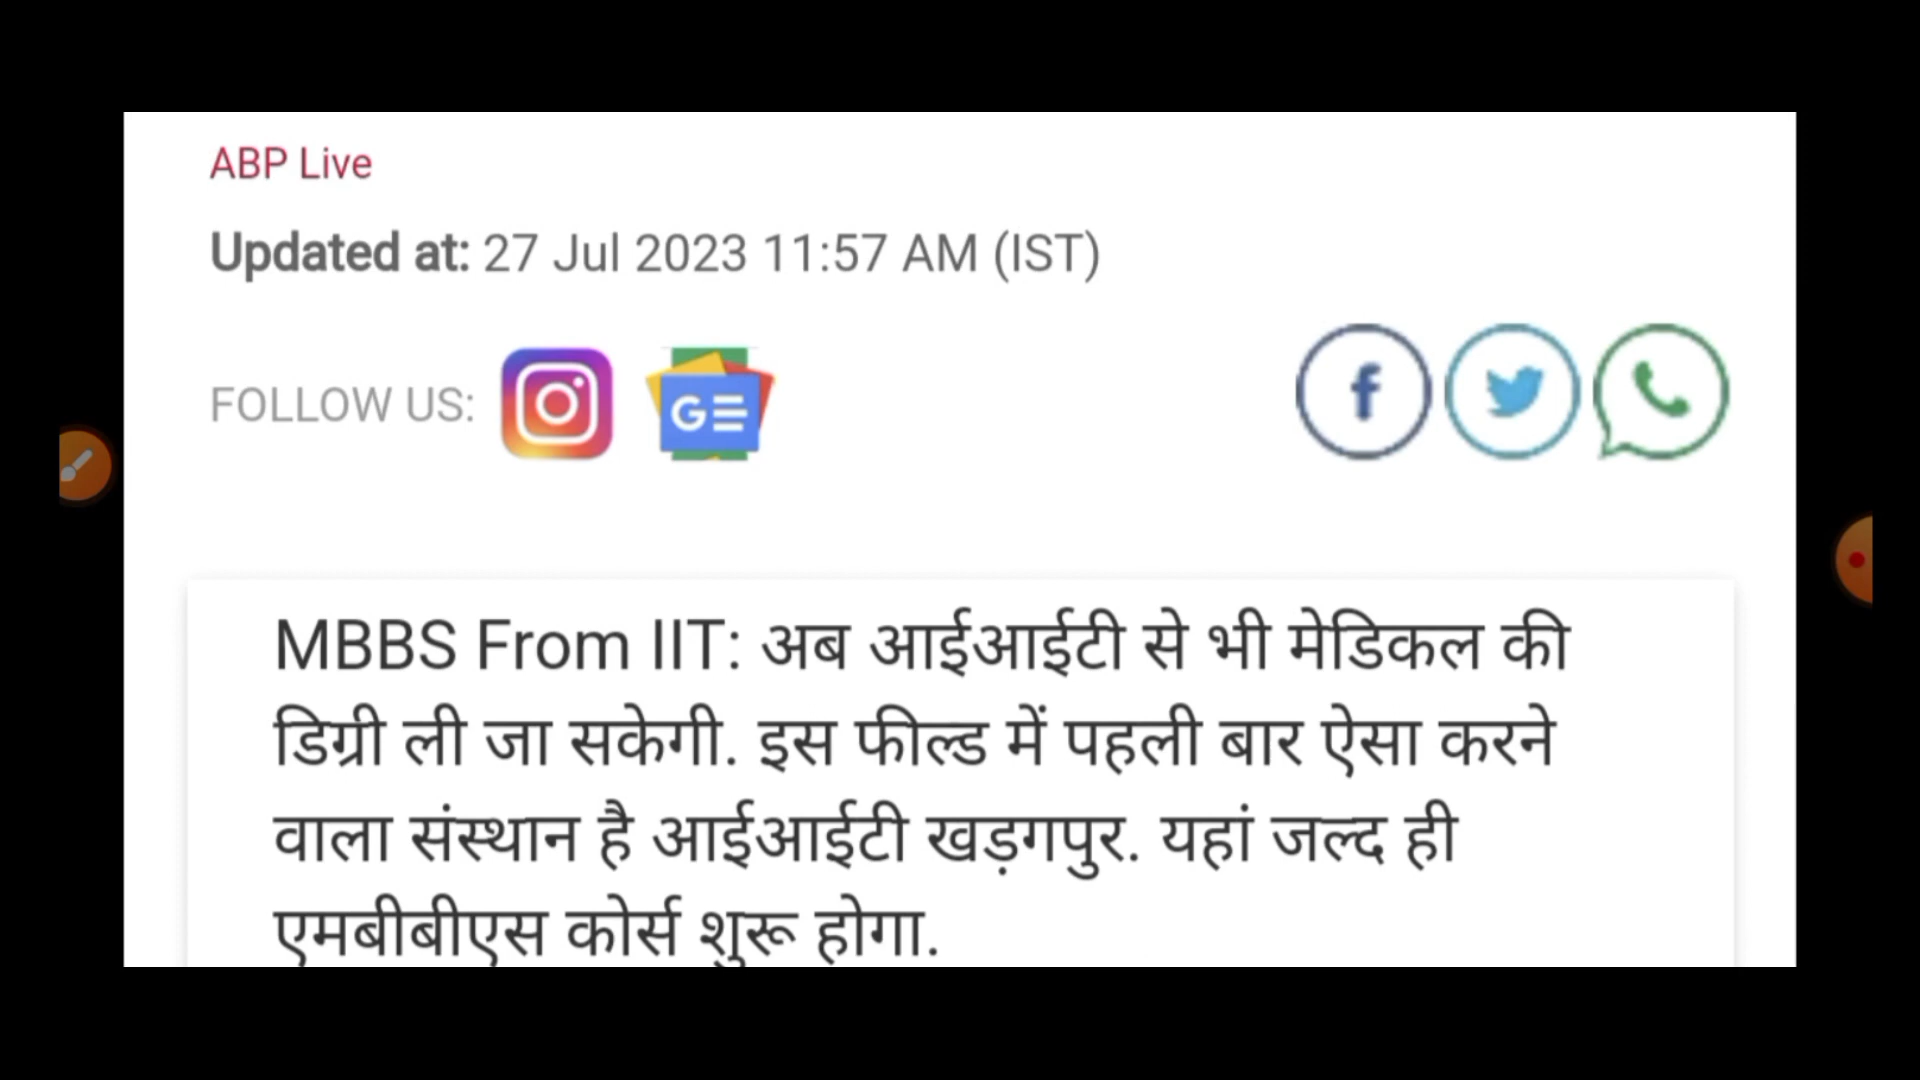 ABP Live
Updated at: 27 Jul 2023 11:57 AM (IST)
FOLLOW US:
G
f
MBBS From IIT: अब आईआईटी से भी मेडिकल की
डिग्री ली जा सकेगी. इस फील्ड में पहली बार ऐसा करने
वाला संस्थान है आईआईटी खड़गपुर. यहां जल्द ही
एमबीबीएस कोर्स शुरू होगा.